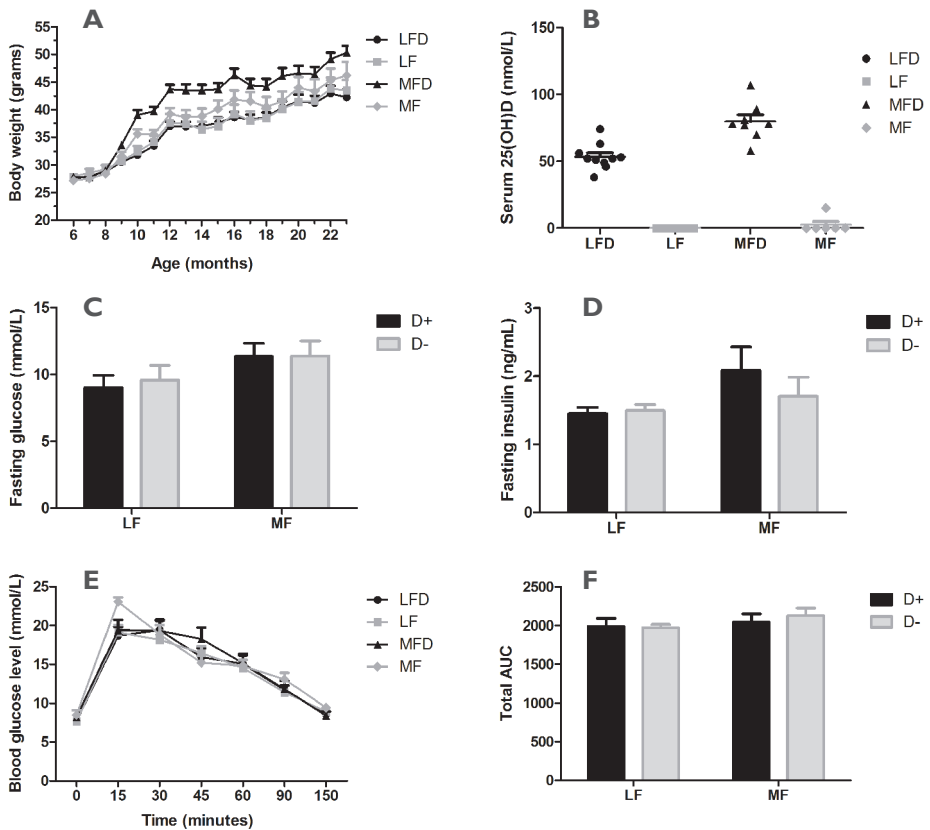 A
Body weight (grams)
55
50
45
40
35
30
25
20
6 8 10 12 14 16 18 20 22
Age (months)
LFD
LF
MFD
MF
B
Serum 25(OH)D (nmol/L)
150
100
50
0
LFD LF MFD MF
LFD
LF
MFD
MF
C
Fasting glucose (mmol/L)
15
10
5
0
LF MF
D+
D-
D
Fasting insulin (ng/mL)
3
2
1
0
LF MF
D+
D-
E
Blood glucose level (mmol/L)
25
20
15
10
5
0
0 15 30 45 60 90 150
Time (minutes)
LFD
LF
MFD
MF
F
Total AUC
2500
2000
1500
1000
500
0
LF MF
D+
D-